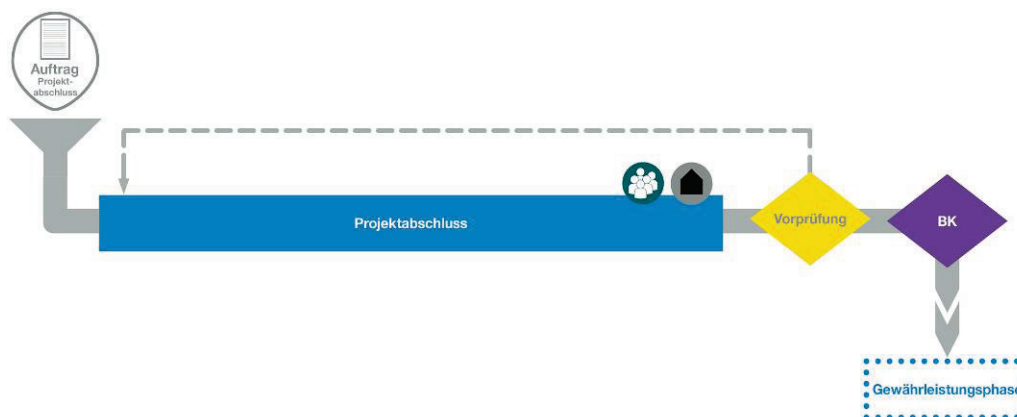 Auftrag
Projekt-
abschluss
Projektabschluss
Vorprüfung
BK
Gewährleistungsphase